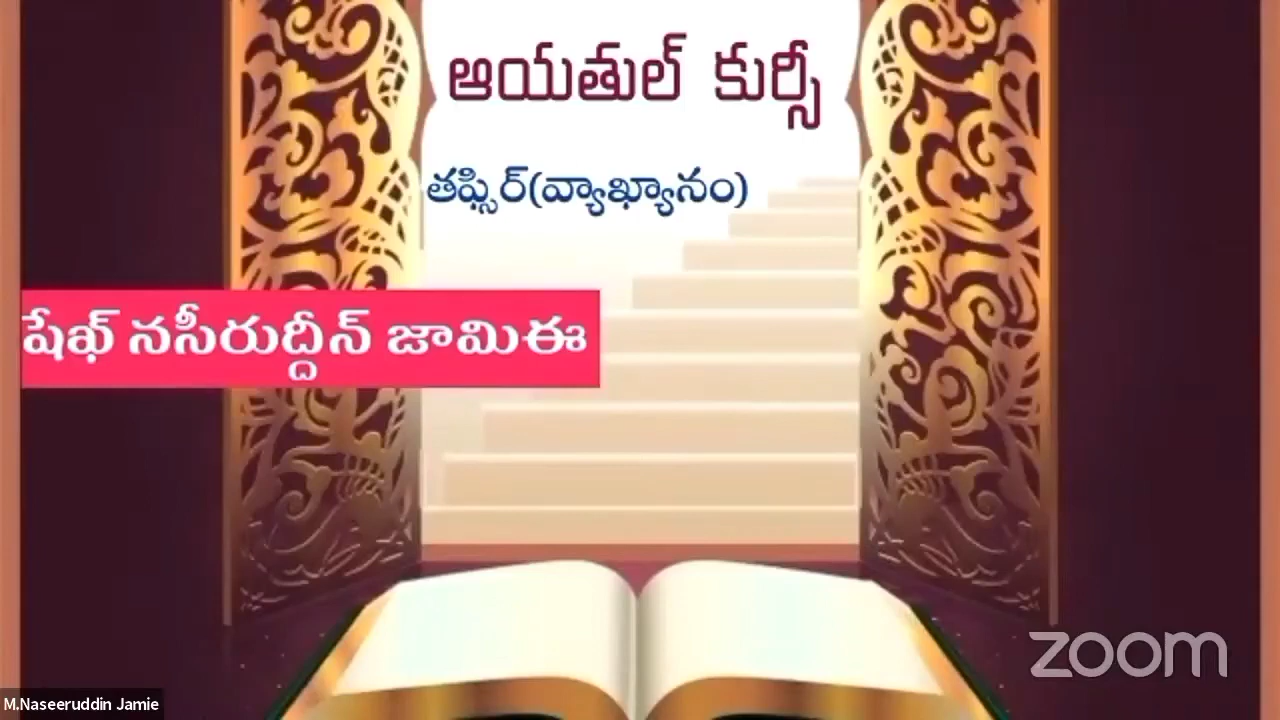 ఆయతుల్ కుర్సీ
తఫ్సిర్(వ్యాఖ్యానం)
షేఖ్ నసీరుద్దీన్ జామిఈ
zoom
M.Naseeruddin Jamie